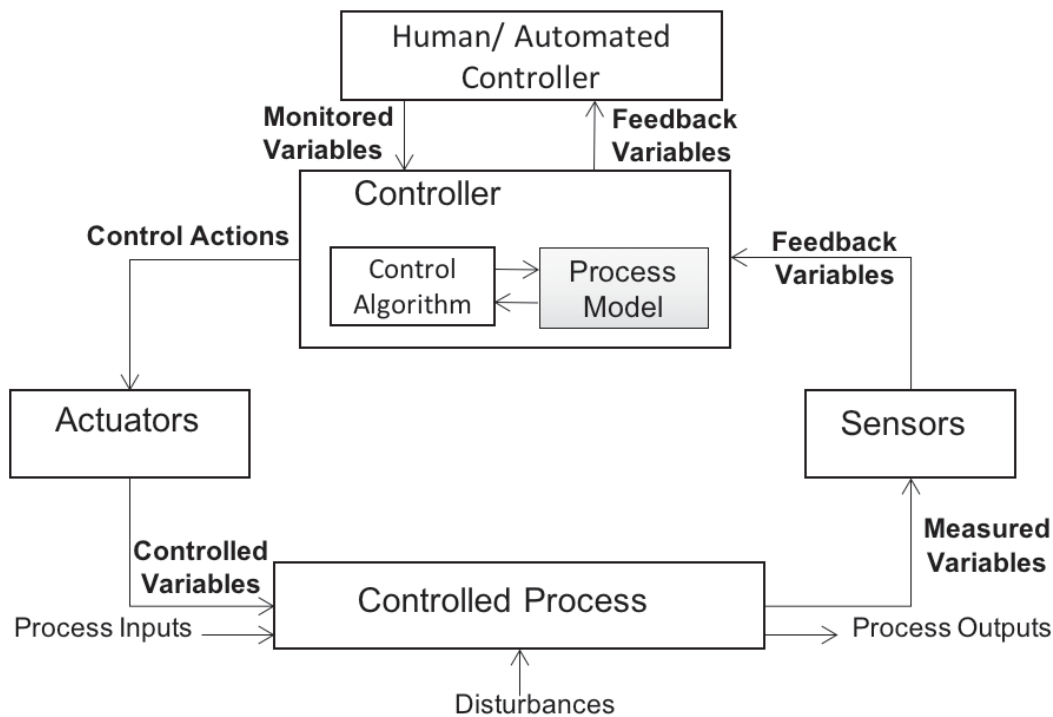 Human/ Automated
Controller
Monitored
Variables
Feedback
Variables
Controller
Control Actions
Feedback
Variables
Control
Algorithm
Process
Model
Actuators
Sensors
Controlled
Variables
Measured
Variables
Controlled Process
Process Inputs
Process Outputs
Disturbances